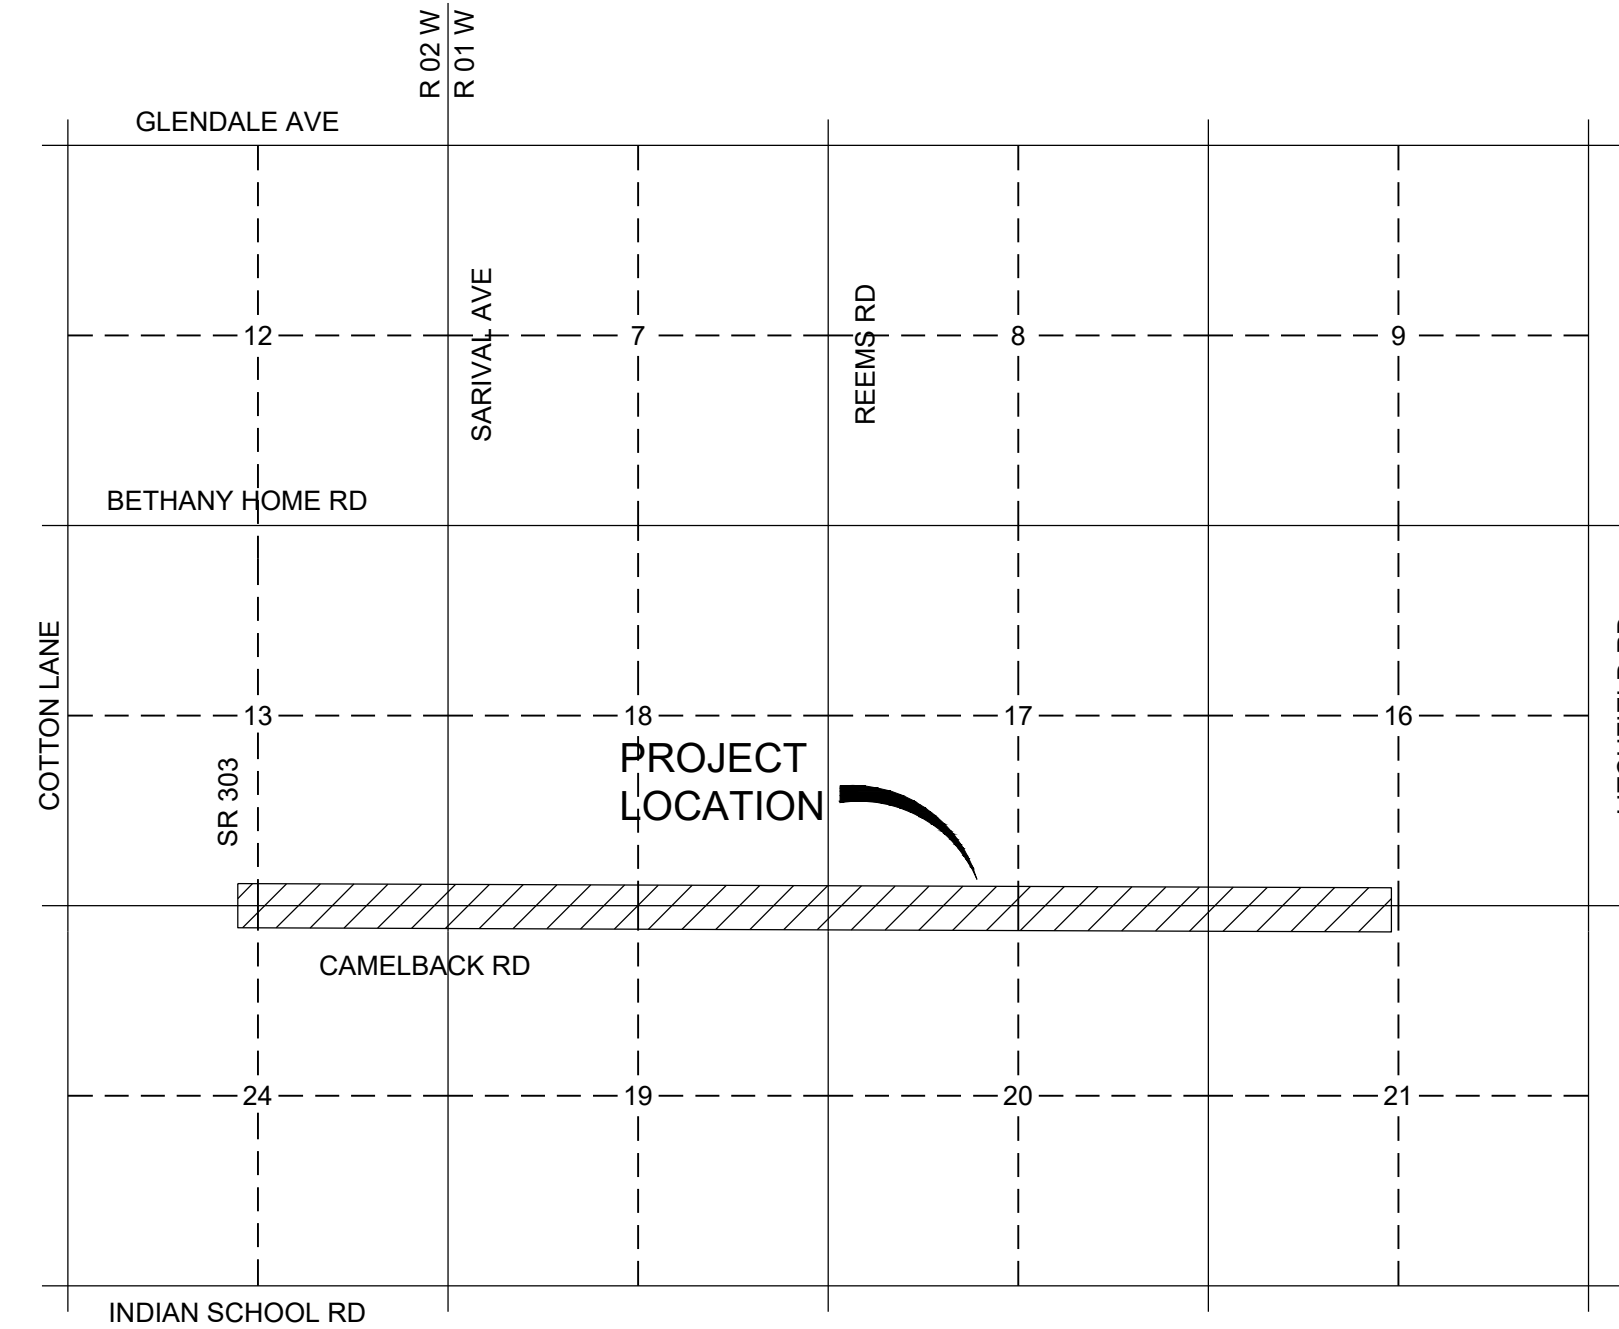 R 02 W
R 01 W
GLENDALE AVE
12
SARIVAL AVE
7
REEMS RD
8
9
BETHANY HOME RD
COTTON LANE
13
18
17
16
SR 303
PROJECT
LOCATION
CAMELBACK RD
24
19
20
21
INDIAN SCHOOL RD